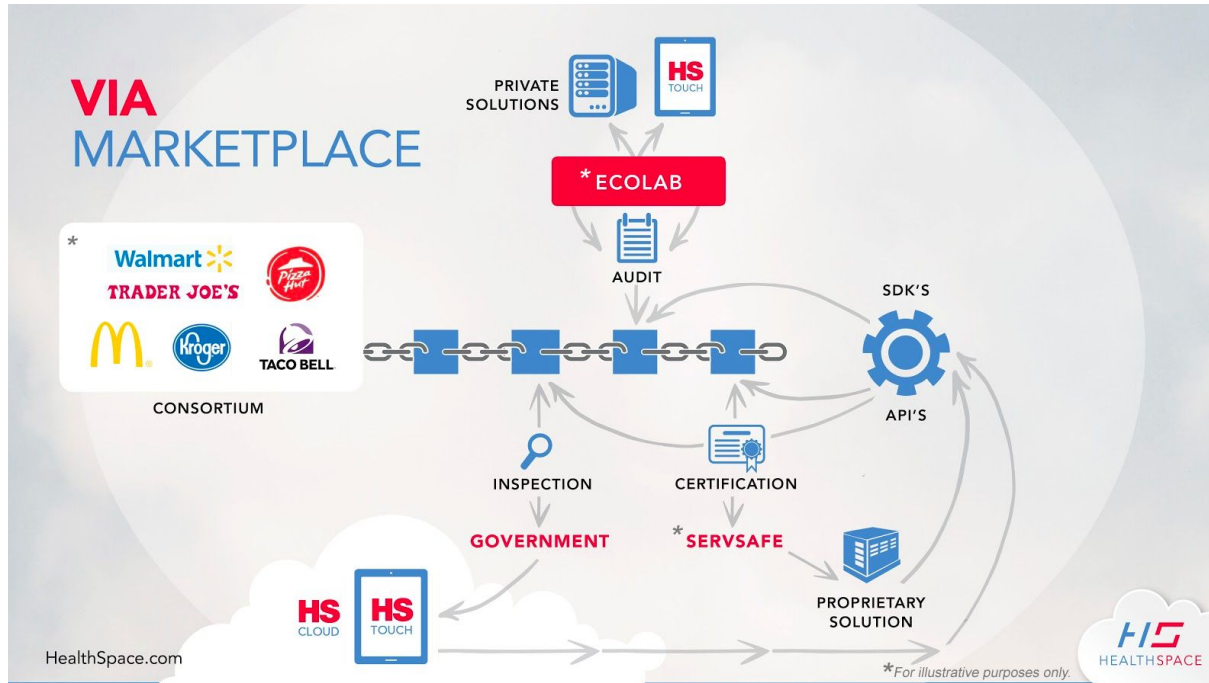 VIA
MARKETPLACE
PRIVATE
SOLUTIONS
HS
TOUCH
* ECOLAB
AUDIT
*
Walmart
TRADER JOE'S
Pizza
Hut
Kroger
TACO BELL
CONSORTIUM
SDK'S
API'S
INSPECTION
GOVERNMENT
CERTIFICATION
* SERVSAFE
PROPRIETARY
SOLUTION
HS
CLOUD
HS
TOUCH
HealthSpace.com
HS
HEALTHSPACE
*For illustrative purposes only.